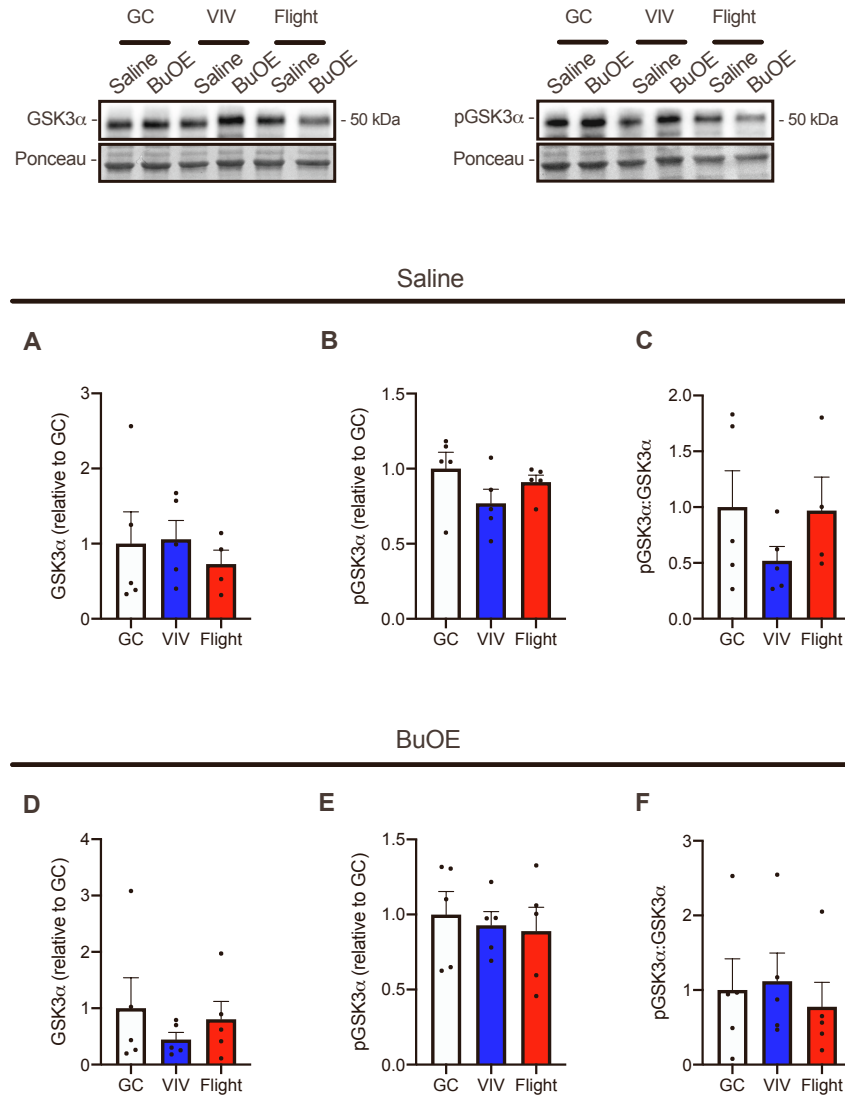 GC VIV Flight
Saline BuOE Saline BuOE Saline BuOE
GSK3α - - 50 kDa
Ponceau -
GC VIV Flight
Saline BuOE Saline BuOE Saline BuOE
pGSK3α - - 50 kDa
Ponceau -
Saline
A
GSK3α (relative to GC)
3
2
1
0
GC VIV Flight
B
pGSK3α (relative to GC)
1.5
1.0
0.5
0.0
GC VIV Flight
C
pGSK3α:GSK3α
2.0
1.5
1.0
0.5
0.0
GC VIV Flight
BuOE
D
GSK3α (relative to GC)
4
3
2
1
0
GC VIV Flight
E
pGSK3α (relative to GC)
1.5
1.0
0.5
0.0
GC VIV Flight
F
pGSK3α:GSK3α
3
2
1
0
GC VIV Flight